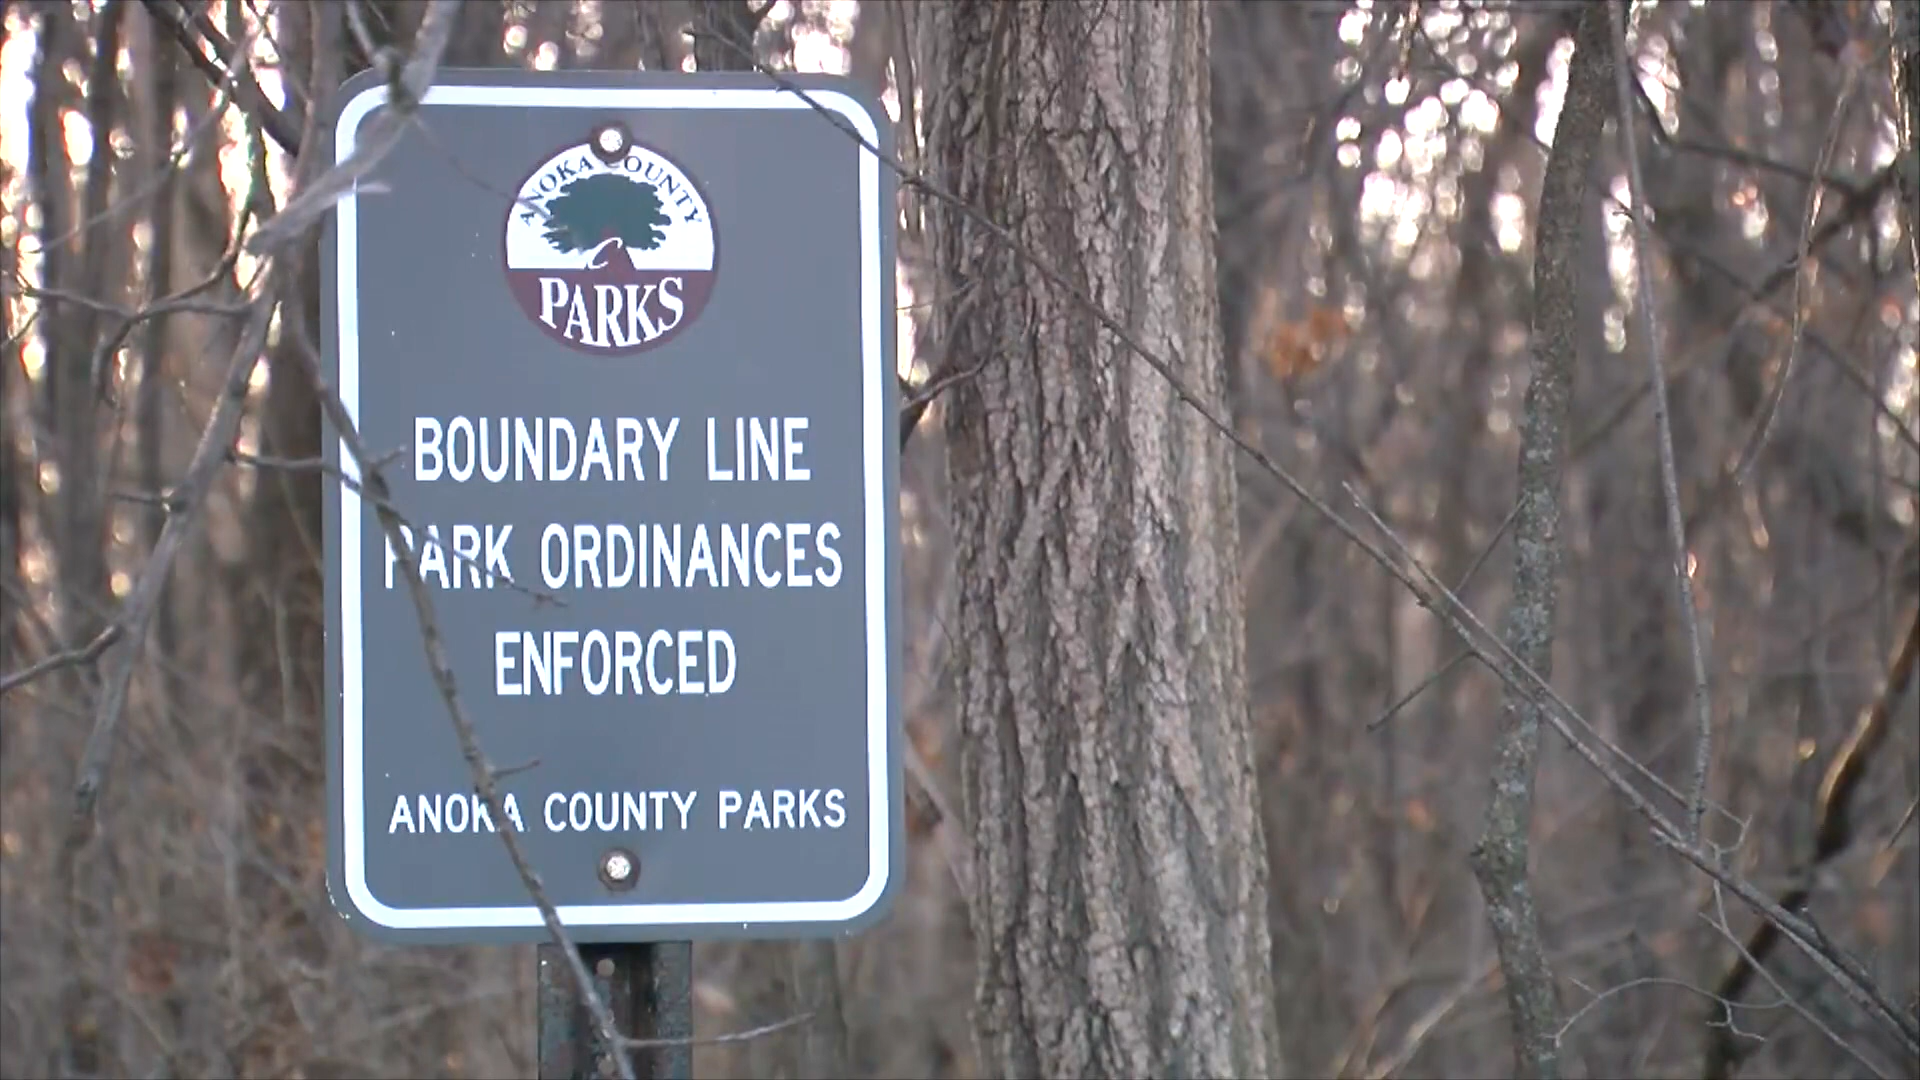 ANOKA COUNTY
PARKS
BOUNDARY LINE
PARK ORDINANCES
ENFORCED
ANOKA COUNTY PARKS